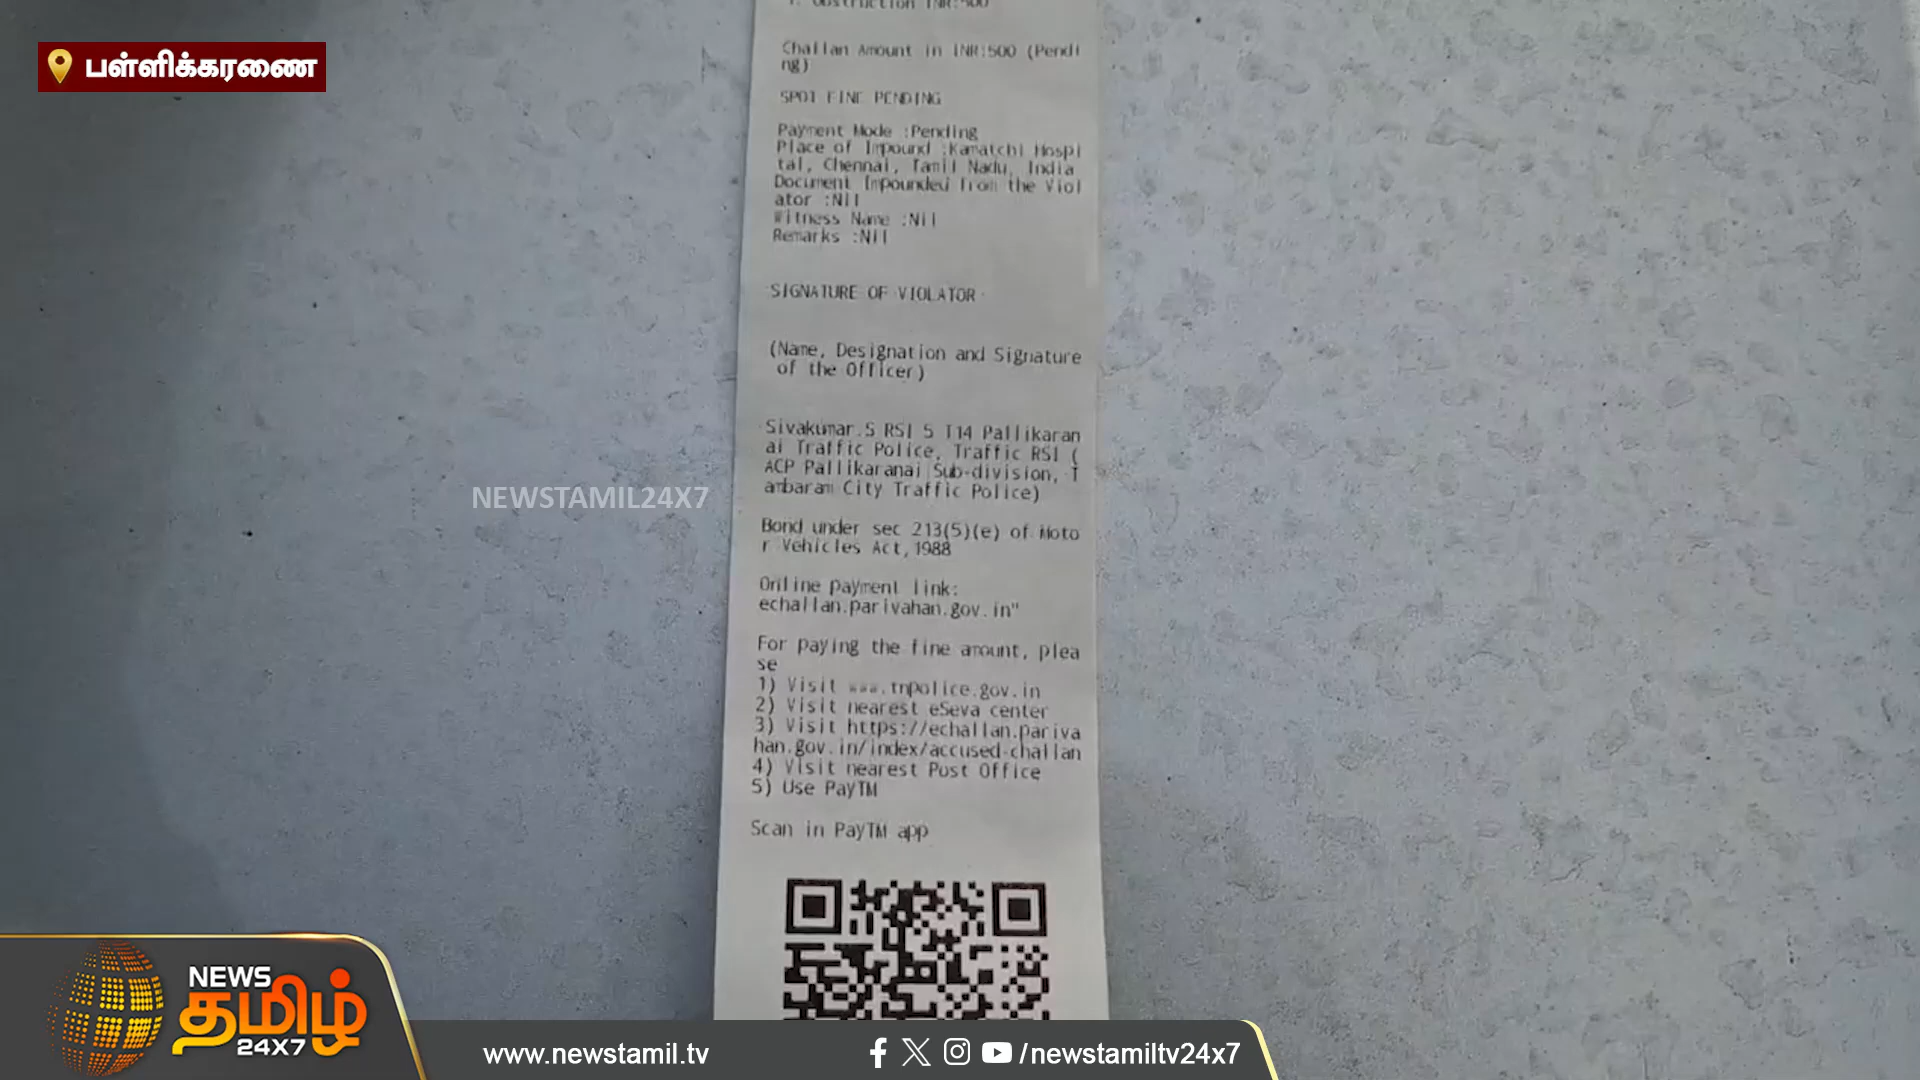 பள்ளிக்கரணை
1. Obstruction INR:500
Challan Amount in INR:500 (Pendi
ng)
SPOT FINE PENDING
Payment Mode :Pending
Place of Impound :Kamatchi Hospi
tal, Chennai, Tamil Nadu, India
Document Impounded from the Viol
ator :Nil
Witness Name :Nil
Remarks :Nil
SIGNATURE OF VIOLATOR
(Name, Designation and Signature
of the Officer)
Sivakumar.S RSI 5 T14 Pallikaran
ai Traffic Police, Traffic RSI (
ACP Pallikaranai Sub-division, T
ambaram City Traffic Police)
NEWSTAMIL24X7
Bond under sec 213(5)(e) of Moto
r Vehicles Act,1988
Online payment link:
echallan.parivahan.gov.in"
For paying the fine amount, plea
se
1) Visit www.tnpolice.gov.in
2) Visit nearest eSeva center
3) Visit https://echallan.pariva
han.gov.in/index/accused-challan
4) Visit nearest Post Office
5) Use PayTM
Scan in PayTM app
NEWS
தமிழ்
24X7
www.newstamil.tv
/newstamiltv24x7